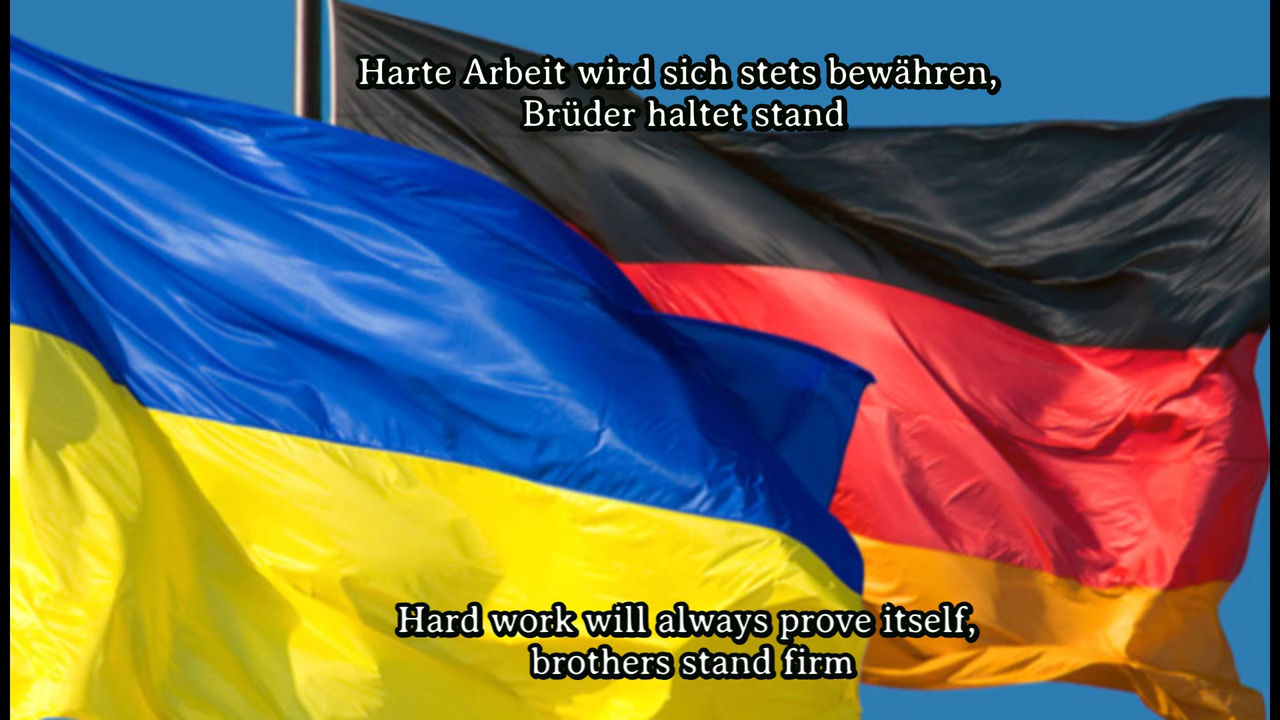 Harte Arbeit wird sich stets bewähren,
Brüder haltet stand
Hard work will always prove itself,
brothers stand firm